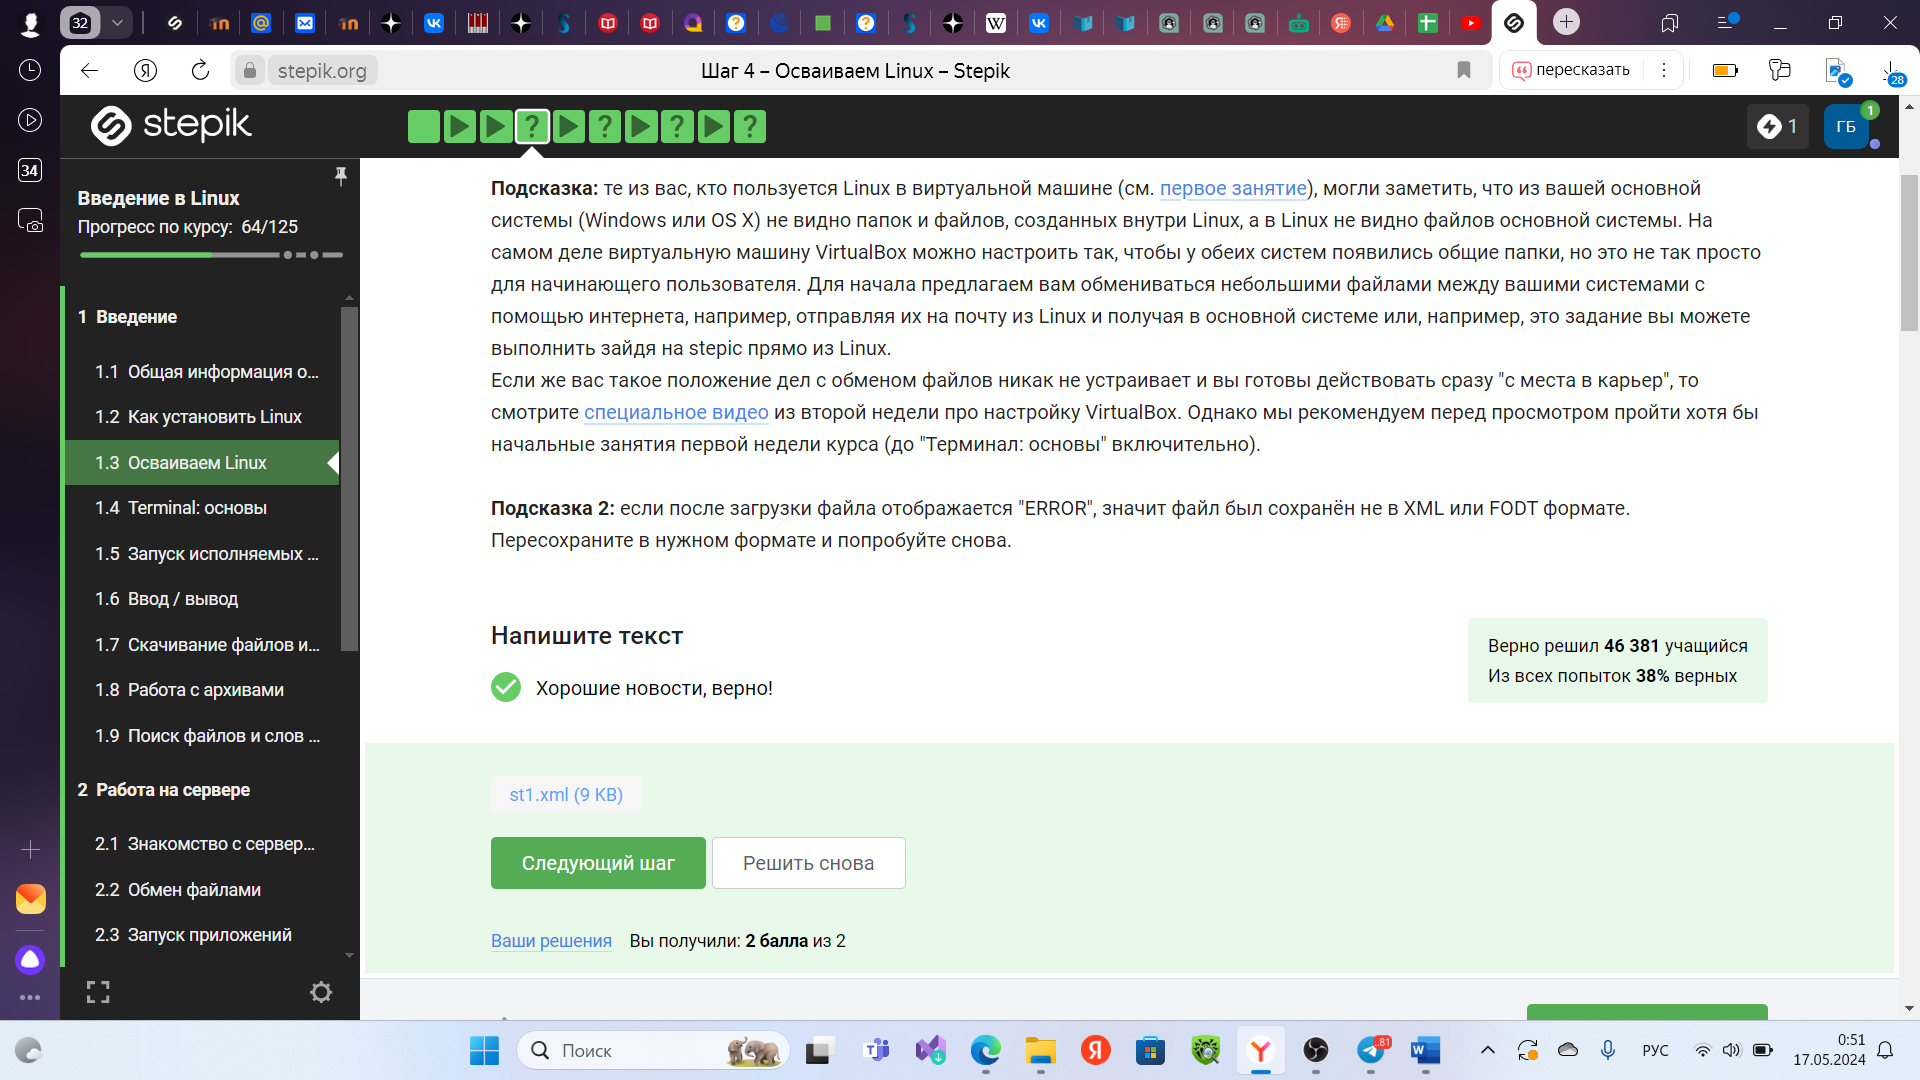 32
stepik.org
Шаг 4 – Осваиваем Linux – Stepik
пересказать
28
34
stepik
1
ГБ
1
Введение в Linux
Прогресс по курсу: 64/125
1 Введение
1.1 Общая информация о...
1.2 Как установить Linux
1.3 Осваиваем Linux
1.4 Terminal: основы
1.5 Запуск исполняемых ...
1.6 Ввод / вывод
1.7 Скачивание файлов и...
1.8 Работа с архивами
1.9 Поиск файлов и слов ...
2 Работа на сервере
2.1 Знакомство с сервер...
2.2 Обмен файлами
2.3 Запуск приложений
Подсказка: те из вас, кто пользуется Linux в виртуальной машине (см. первое занятие), могли заметить, что из вашей основной
системы (Windows или OS X) не видно папок и файлов, созданных внутри Linux, а в Linux не видно файлов основной системы. На
самом деле виртуальную машину VirtualBox можно настроить так, чтобы у обеих систем появились общие папки, но это не так просто
для начинающего пользователя. Для начала предлагаем вам обмениваться небольшими файлами между вашими системами с
помощью интернета, например, отправляя их на почту из Linux и получая в основной системе или, например, это задание вы можете
выполнить зайдя на stepic прямо из Linux.
Если же вас такое положение дел с обменом файлов никак не устраивает и вы готовы действовать сразу "с места в карьер", то
смотрите специальное видео из второй недели про настройку VirtualBox. Однако мы рекомендуем перед просмотром пройти хотя бы
начальные занятия первой недели курса (до "Терминал: основы" включительно).
Подсказка 2: если после загрузки файла отображается "ERROR", значит файл был сохранён не в XML или FODT формате.
Пересохраните в нужном формате и попробуйте снова.
Напишите текст
Хорошие новости, верно!
Верно решил 46 381 учащийся
Из всех попыток 38% верных
st1.xml (9 KB)
Следующий шаг
Решить снова
Ваши решения Вы получили: 2 балла из 2
Поиск
81
РУС
0:51
17.05.2024